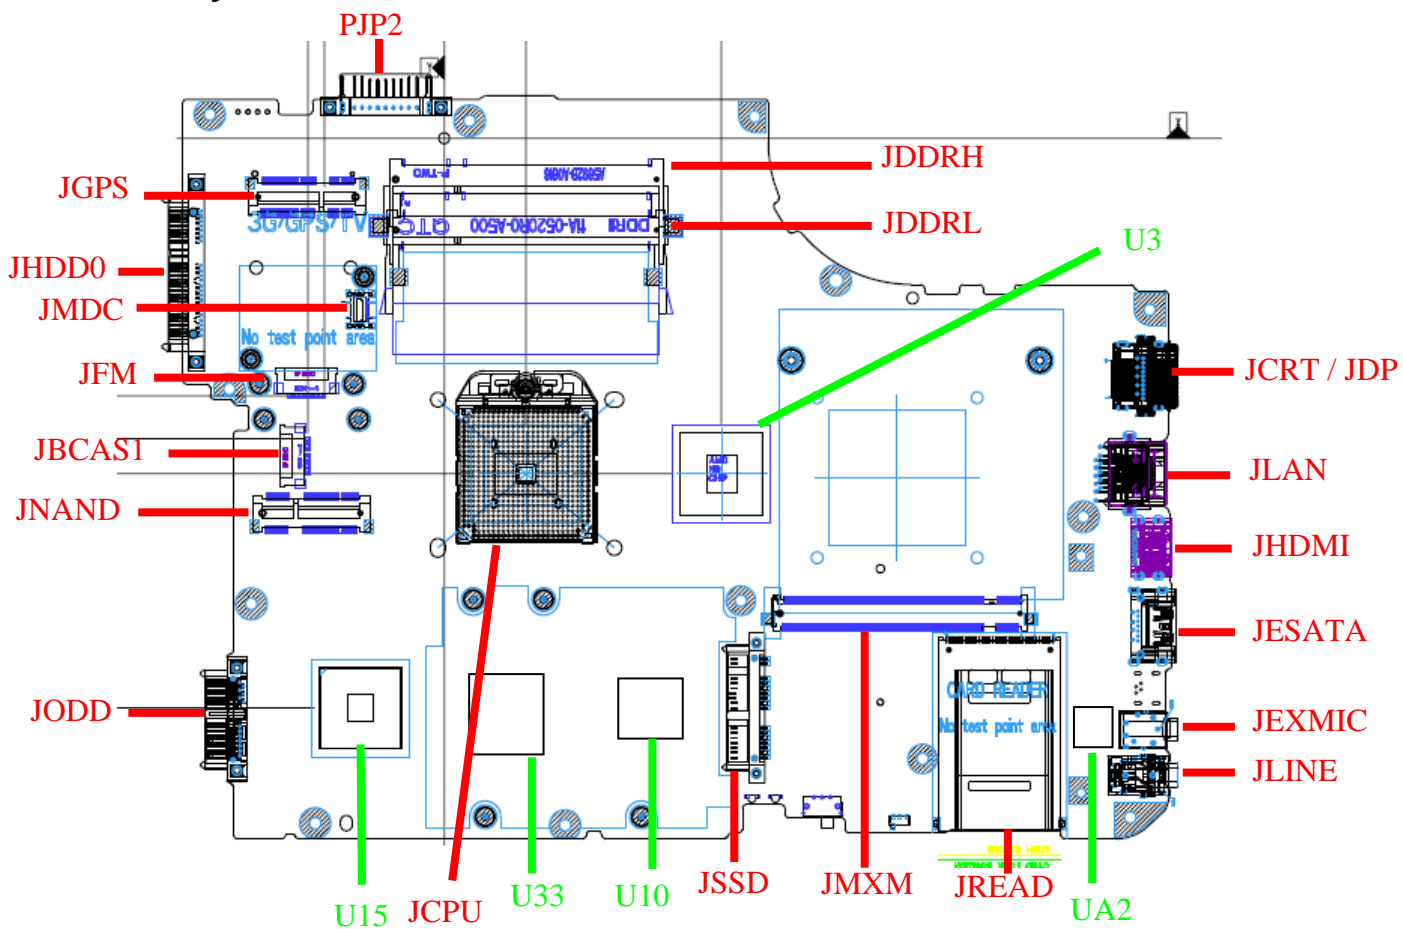 PJP2
JDDRH
JGPS
3G/GPS/TV
JDDRL
U3
JHDD0
JMDC
No test point area
JFM
JCRT / JDP
JBCAS1
JLAN
JNAND
JHDMI
JESATA
CARD READER
JODD
No test point area
JEXMIC
JLINE
JSSD
JMXM
JREAD
U10
U33
JCPU
U15
UA2